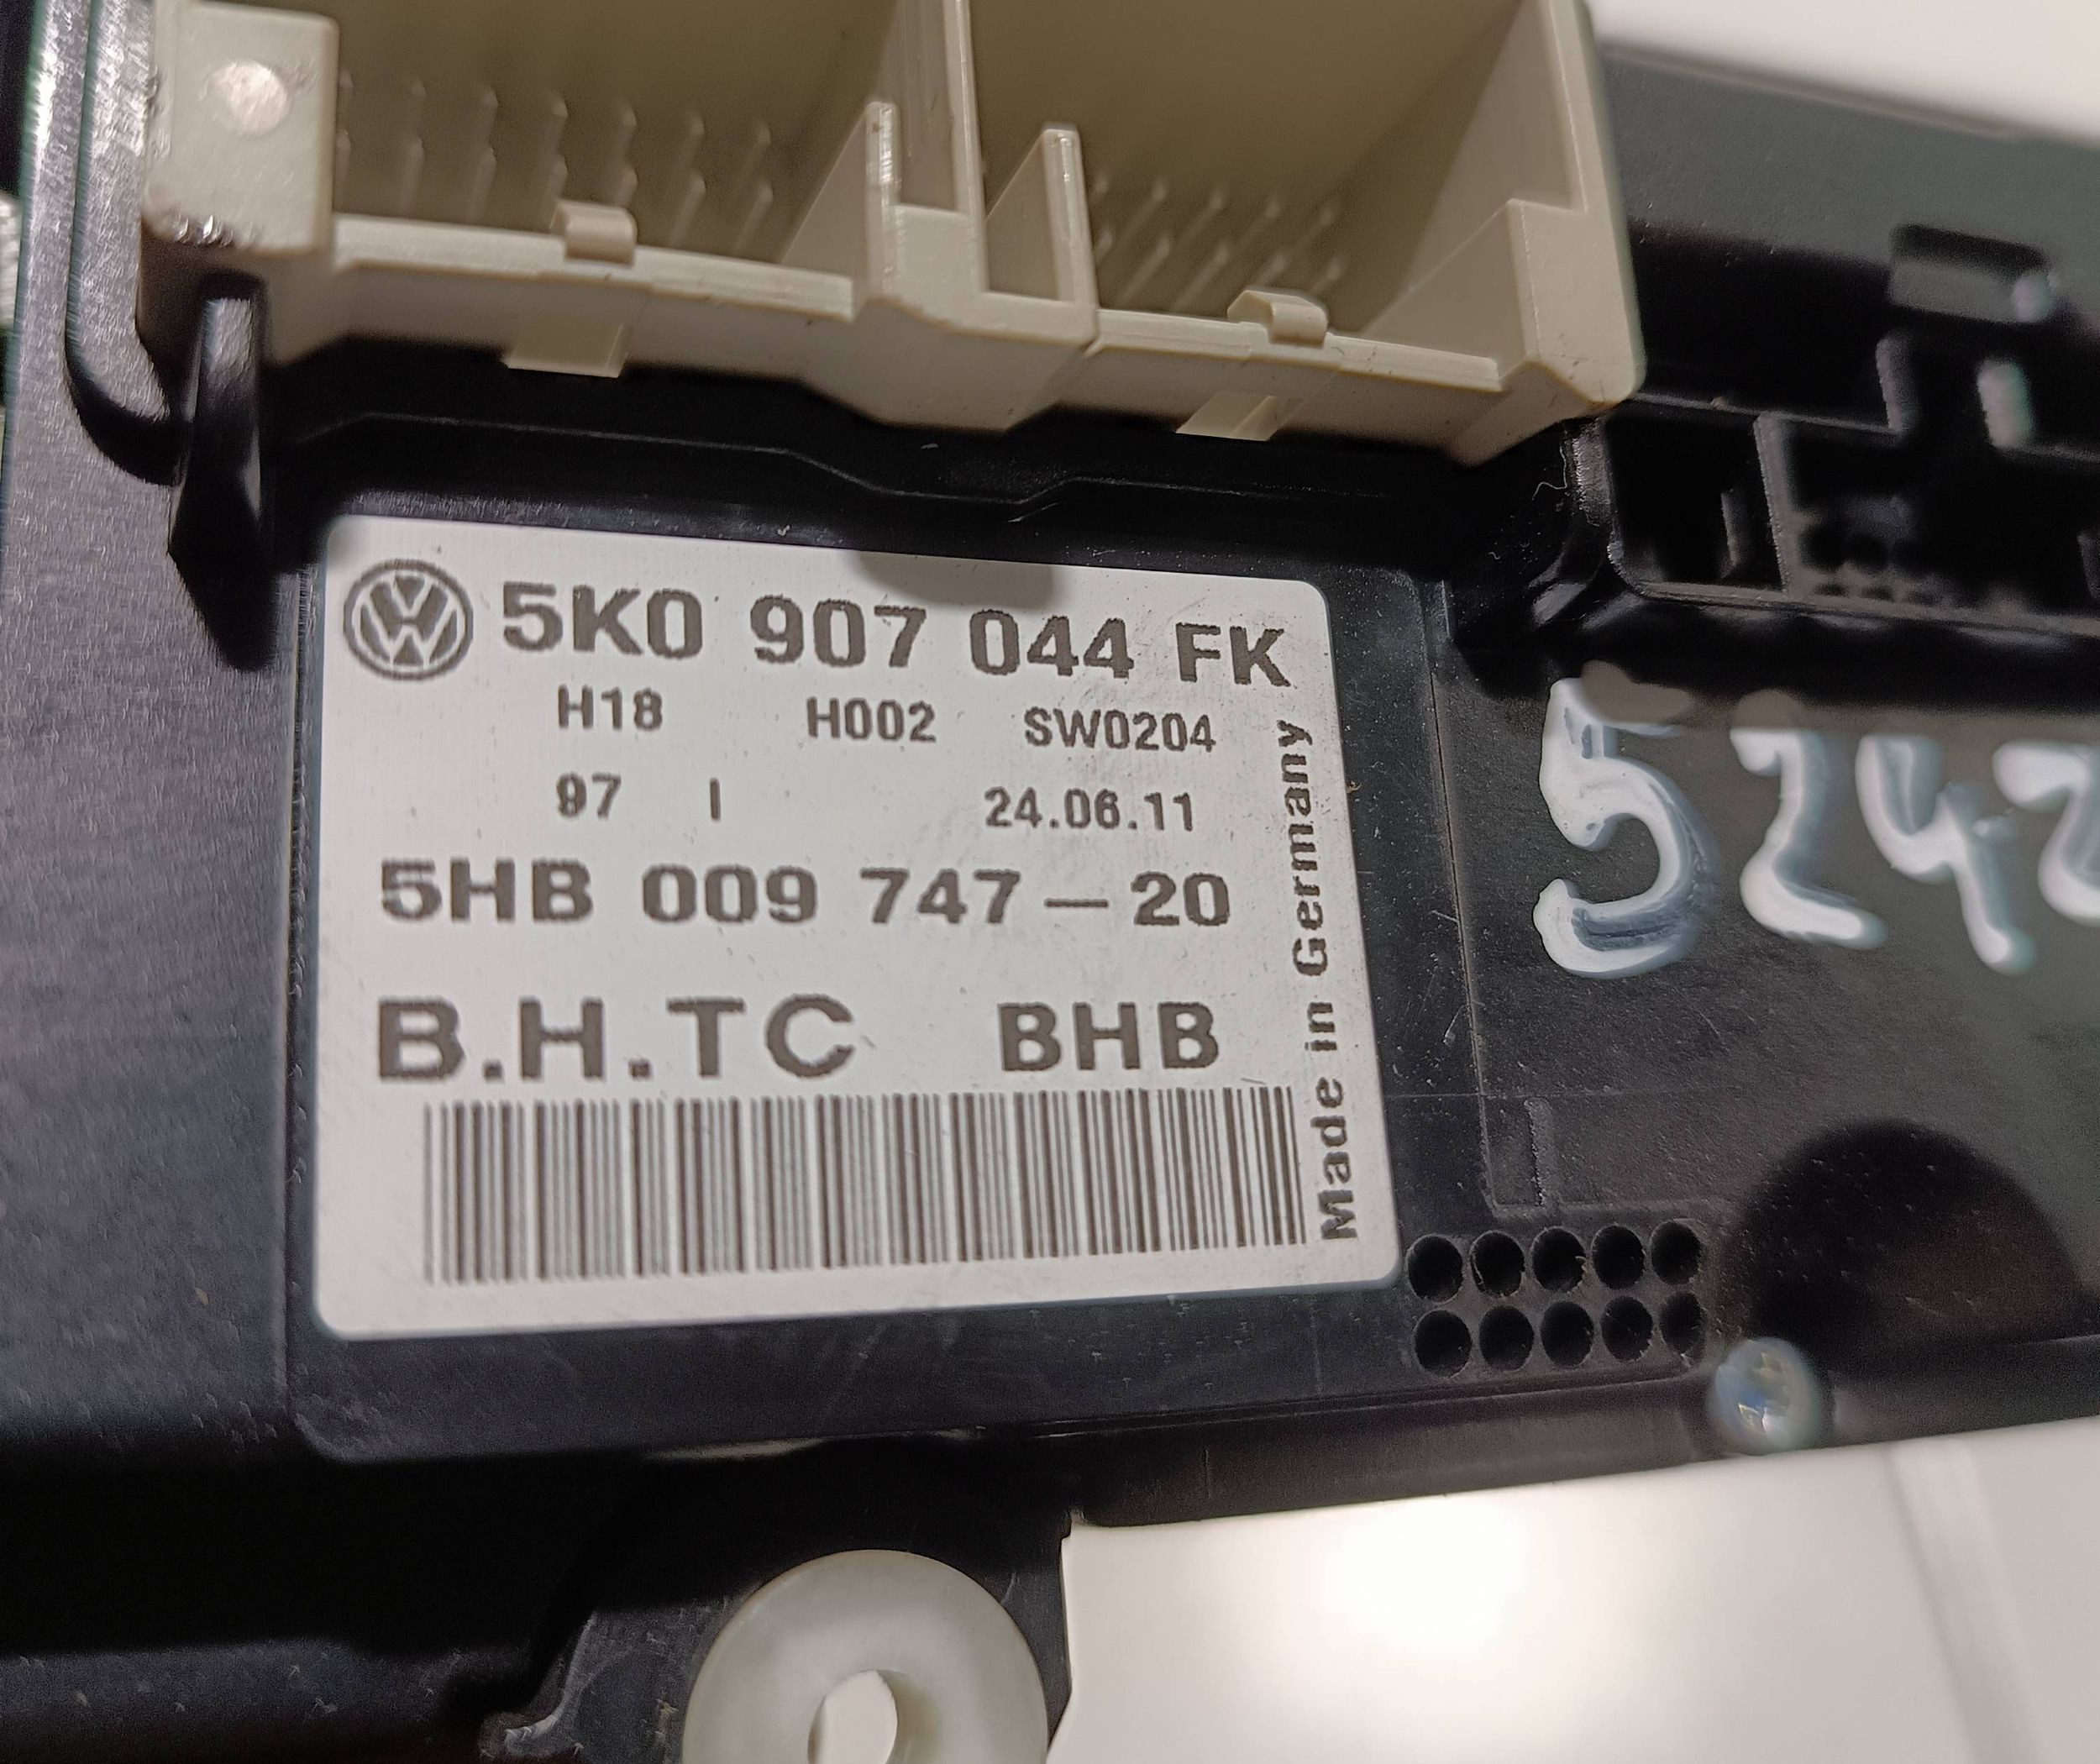 5K0 907 044 FK
H18 H002 SW0204
97 I 24.06.11
5HB 009 747-20
B.H.TC BHB
Made in Germany
524